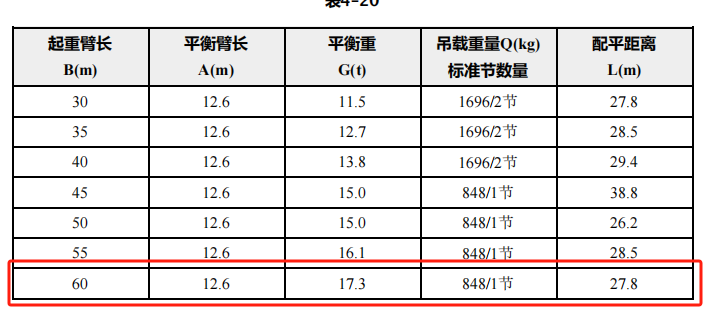 表4-20
起重臂长 平衡臂长 平衡重 吊载重量Q(kg) 配平距离
B(m) A(m) G(t) 标准节数量 L(m)
30 12.6 11.5 1696/2节 27.8
35 12.6 12.7 1696/2节 28.5
40 12.6 13.8 1696/2节 29.4
45 12.6 15.0 848/1节 38.8
50 12.6 15.0 848/1节 26.2
55 12.6 16.1 848/1节 28.5
60 12.6 17.3 848/1节 27.8